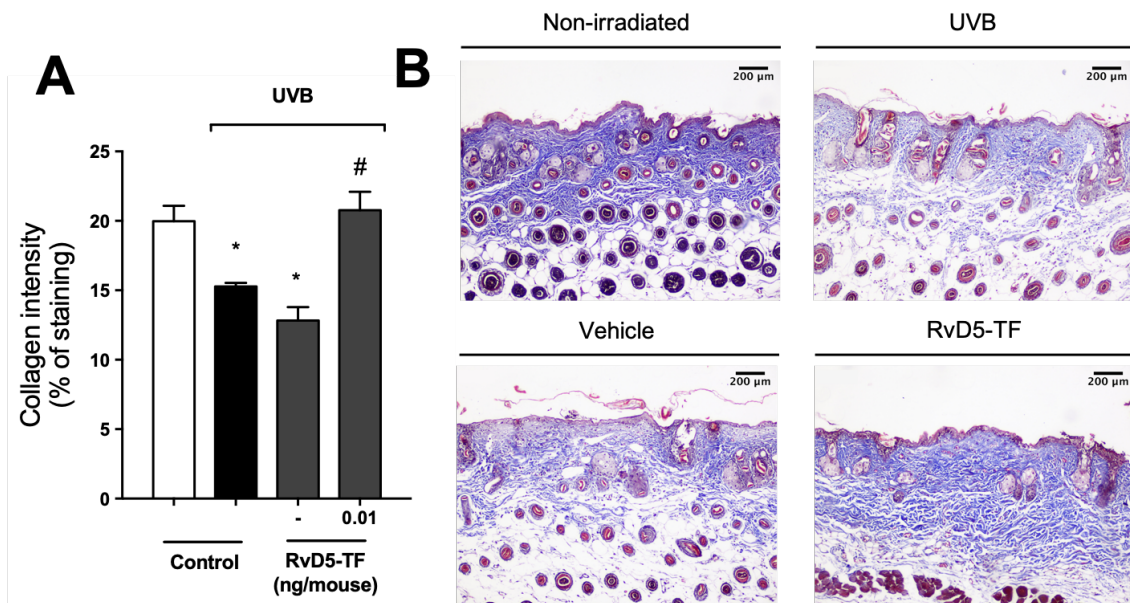 A
UVB
Collagen intensity
(% of staining)
25
20
15
10
5
0
*
*
#
-
0.01
Control
RvD5-TF
(ng/mouse)
B
Non-irradiated
UVB
200 µm
200 µm
Vehicle
RvD5-TF
200 µm
200 µm